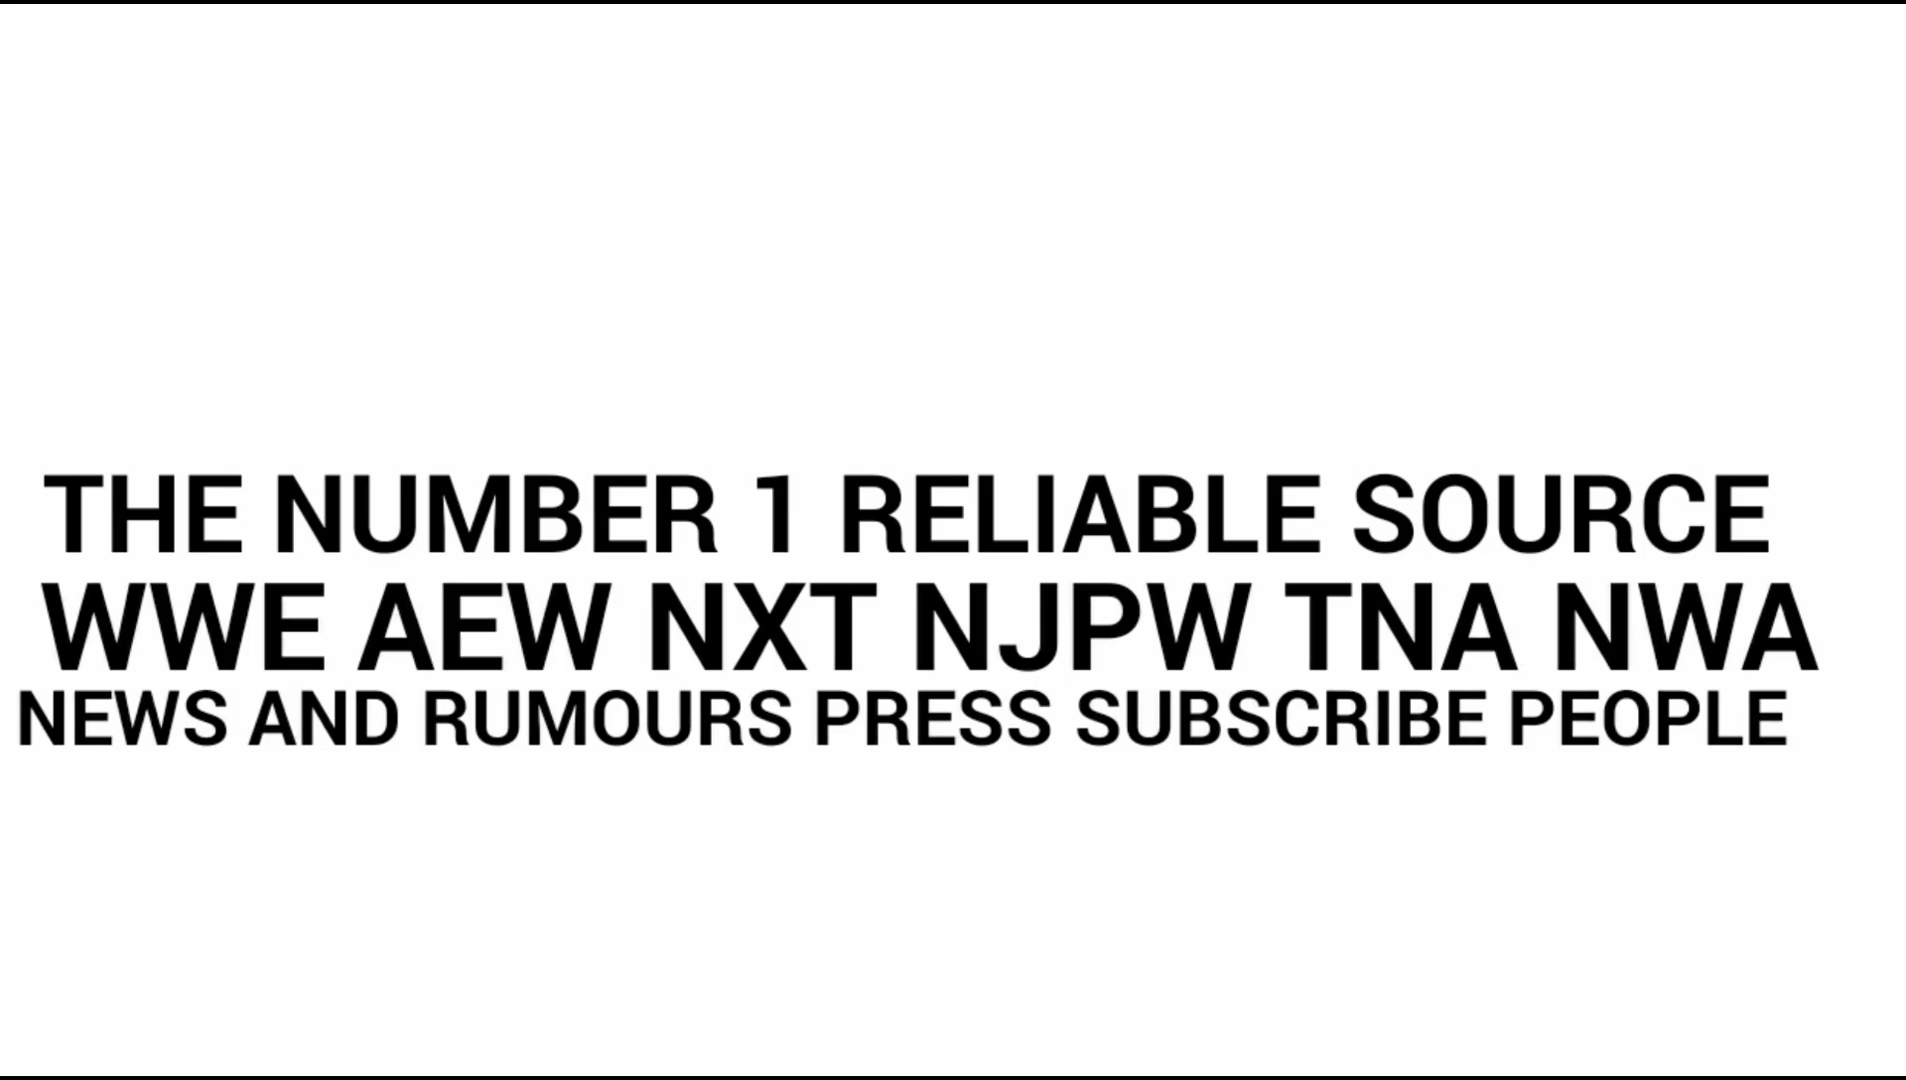 THE NUMBER 1 RELIABLE SOURCE
WWE AEW NXT NJPW TNA NWA
NEWS AND RUMOURS PRESS SUBSCRIBE PEOPLE